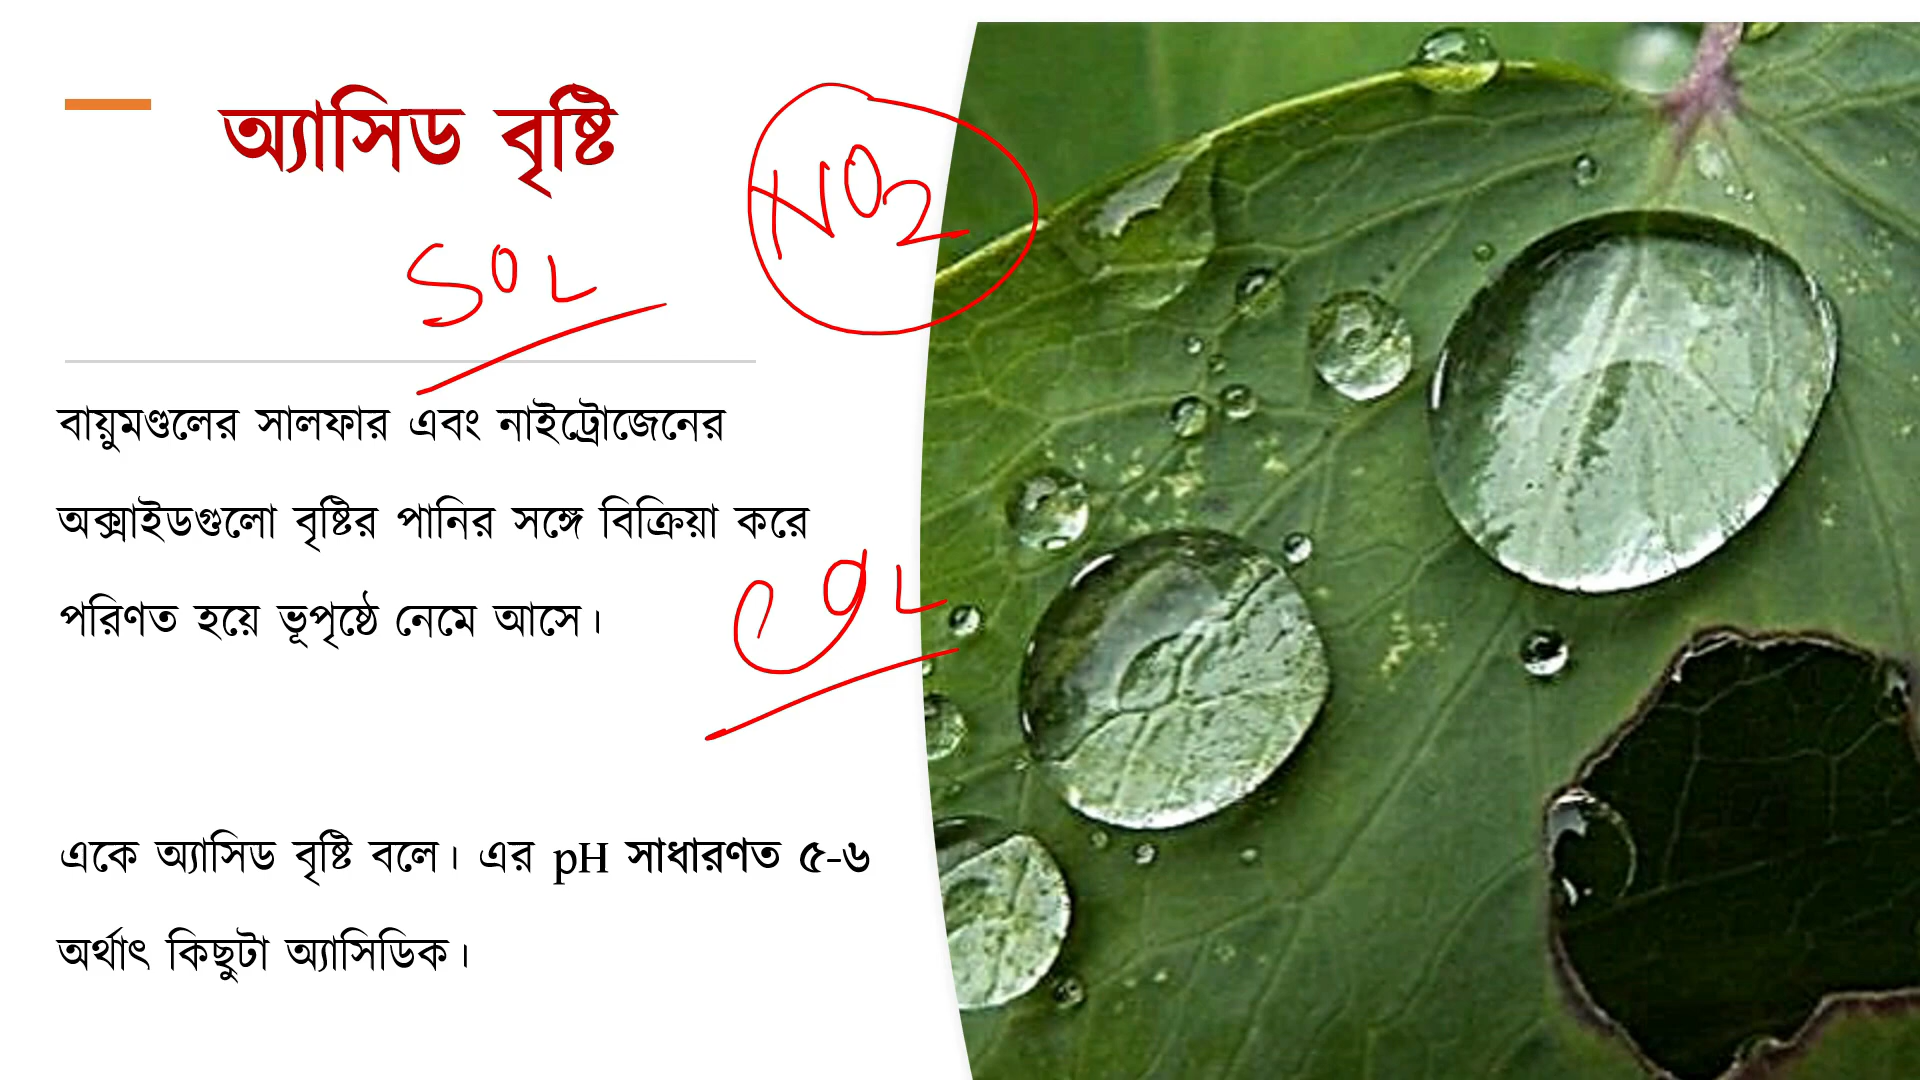 অ্যাসিড বৃষ্টি
NO2
SO2
বায়ুমণ্ডলের সালফার এবং নাইট্রোজেনের
অক্সাইডগুলো বৃষ্টির পানির সঙ্গে বিক্রিয়া করে
পরিণত হয়ে ভূপৃষ্ঠে নেমে আসে।
CO2
একে অ্যাসিড বৃষ্টি বলে। এর pH সাধারণত ৫-৬
অর্থাৎ কিছুটা অ্যাসিডিক।